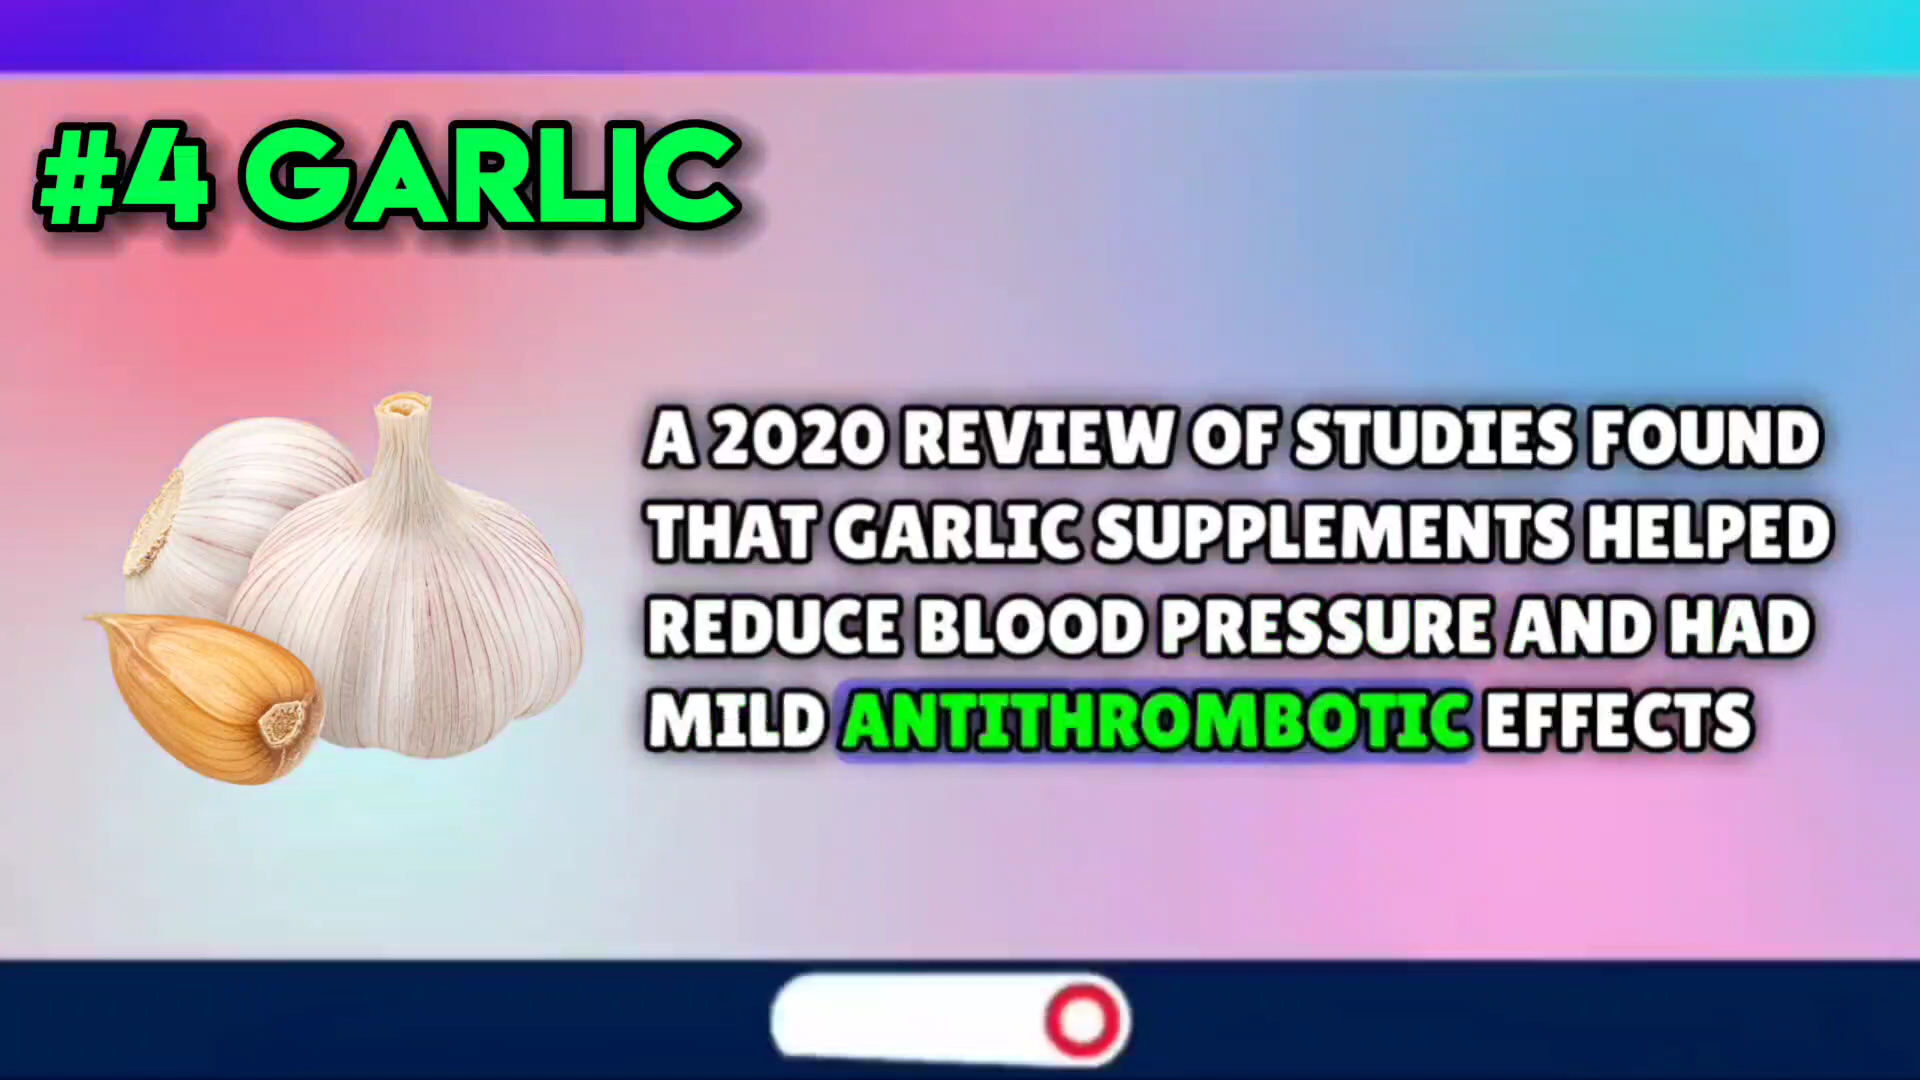 #4 GARLIC
A 2020 REVIEW OF STUDIES FOUND
THAT GARLIC SUPPLEMENTS HELPED
REDUCE BLOOD PRESSURE AND HAD
MILD ANTITHROMBOTIC EFFECTS